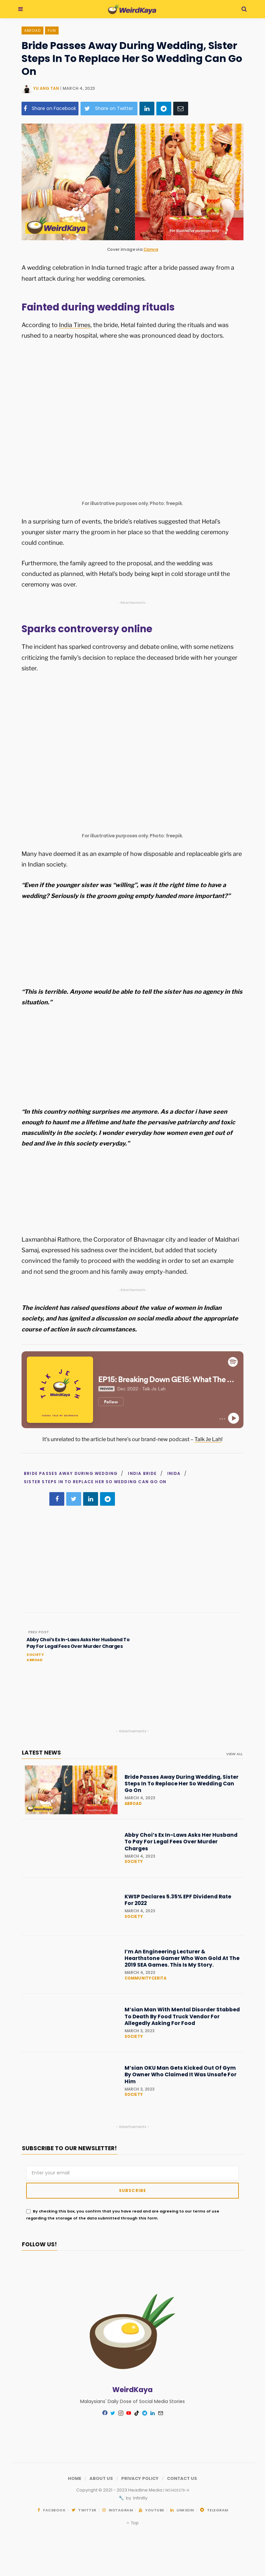 WeirdKaya
ABROAD FUN
Bride Passes Away During Wedding, Sister
Steps In To Replace Her So Wedding Can Go
On
MARCH 4, 2023
Share on Facebook
Share on Twitter
WeirdKaya
Cover image via Canva
A wedding celebration in India turned tragic after a bride passed away from a
heart attack during her wedding ceremonies.
Fainted during wedding rituals
According to India Times, the bride, Hetal fainted during the rituals and was
rushed to a nearby hospital, where she was pronounced dead by doctors.
For illustrative purposes only. Photo: freepik.
In a surprising turn of events, the bride's relatives suggested that Hetal's
younger sister marry the groom in her place so that the wedding ceremony
could continue.
Furthermore, the family agreed to the proposal, and the wedding was
conducted as planned, with Hetal's body being kept in cold storage until the
ceremony was over.
Sparks controversy online
The incident has sparked controversy and debate online, with some netizens
criticizing the family's decision to replace the deceased bride with her younger
sister.
For illustrative purposes only. Photo: freepik.
Many have deemed it as an example of how disposable and replaceable girls are
in Indian society.
"Even if the younger sister was "willing", was it the right time to have a
wedding? Seriously is the groom going empty handed more important?"
"This is terrible. Anyone would be able to tell the sister has no agency in this
situation."
"In this country nothing surprises me anymore. As a doctor i have seen
enough to haunt me a lifetime and hate the pervasive patriarchy and toxic
masculinity in the society. I wonder everyday how women even get out of
bed and live in this society everyday."
Laxmanbhai Rathore, the Corporator of Bhavnagar city and leader of Maldhari
Samaj, expressed his sadness over the incident, but added that society
convinced the family to proceed with the wedding in order to set an example
and not send the groom and his family away empty-handed.
The incident has raised questions about the value of women in Indian
society, and has ignited a discussion on social media about the appropriate
course of action in such circumstances.
TALK JE LAH
EP15: Breaking Down GE15: What The ...
PREVIEW Dec 2022 · Talk Je Lah
Follow
It's unrelated to the article but here's our brand-new podcast – Talk Je Lah!
BRIDE PASSES AWAY DURING WEDDING / INDIA BRIDE / INIDA /
SISTER STEPS IN TO REPLACE HER SO WEDDING CAN GO ON
PREV POST
Abby Choi's Ex In-Laws Asks Her Husband To
Pay For Legal Fees Over Murder Charges
SOCIETY
ABROAD
- Advertisements -
LATEST NEWS
VIEW ALL
Bride Passes Away During Wedding, Sister
Steps In To Replace Her So Wedding Can
Go On
MARCH 4, 2023
ABROAD
Abby Choi's Ex In-Laws Asks Her Husband
To Pay For Legal Fees Over Murder
Charges
MARCH 4, 2023
SOCIETY
KWSP Declares 5.35% EPF Dividend Rate
For 2022
MARCH 4, 2023
SOCIETY
I'm An Engineering Lecturer &
Hearthstone Gamer Who Won Gold At The
2019 SEA Games. This Is My Story.
MARCH 4, 2023
COMMUNITYCERITA
M'sian Man With Mental Disorder Stabbed
To Death By Food Truck Vendor For
Allegedly Asking For Food
MARCH 3, 2023
SOCIETY
M'sian OKU Man Gets Kicked Out Of Gym
By Owner Who Claimed It Was Unsafe For
Him
MARCH 3, 2023
SOCIETY
- Advertisements -
SUBSCRIBE TO OUR NEWSLETTER!
Enter your email
SUBSCRIBE
By checking this box, you confirm that you have read and are agreeing to our terms of use
regarding the storage of the data submitted through this form.
FOLLOW US!
WeirdKaya
Malaysians' Daily Dose of Social Media Stories
HOME / ABOUT US / PRIVACY POLICY / CONTACT US
Copyright © 2021 - 2023 Headline Media
FACEBOOK TWITTER INSTAGRAM YOUTUBE LINKEDIN TELEGRAM
Top